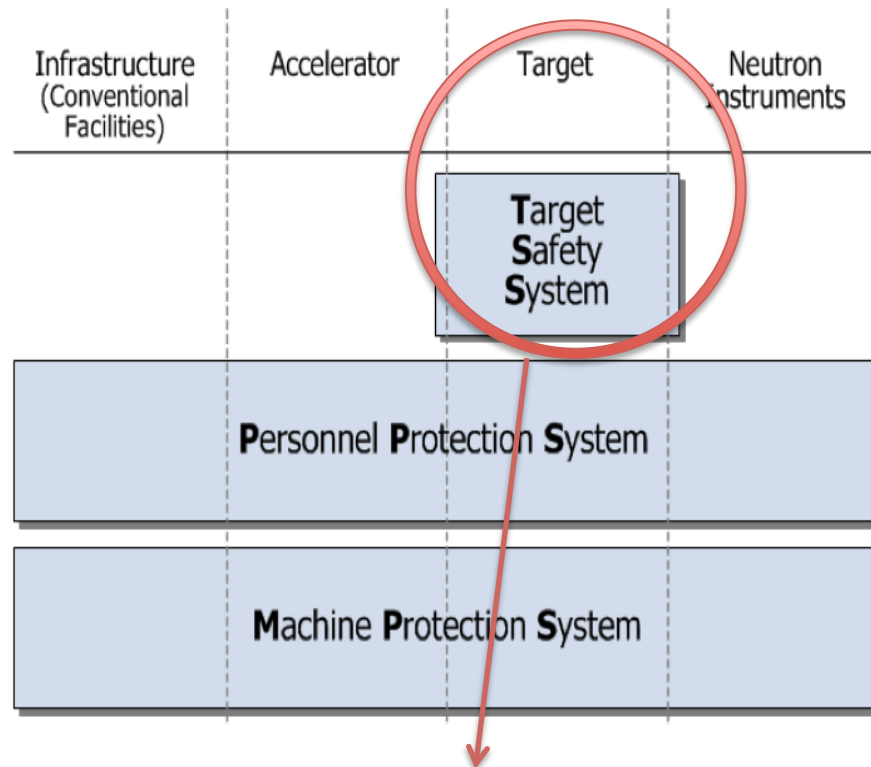 Infrastructure
(Conventional
Facilities)
Accelerator
Target
Neutron
Instruments
Target
Safety
System
Personnel Protection System
Machine Protection System